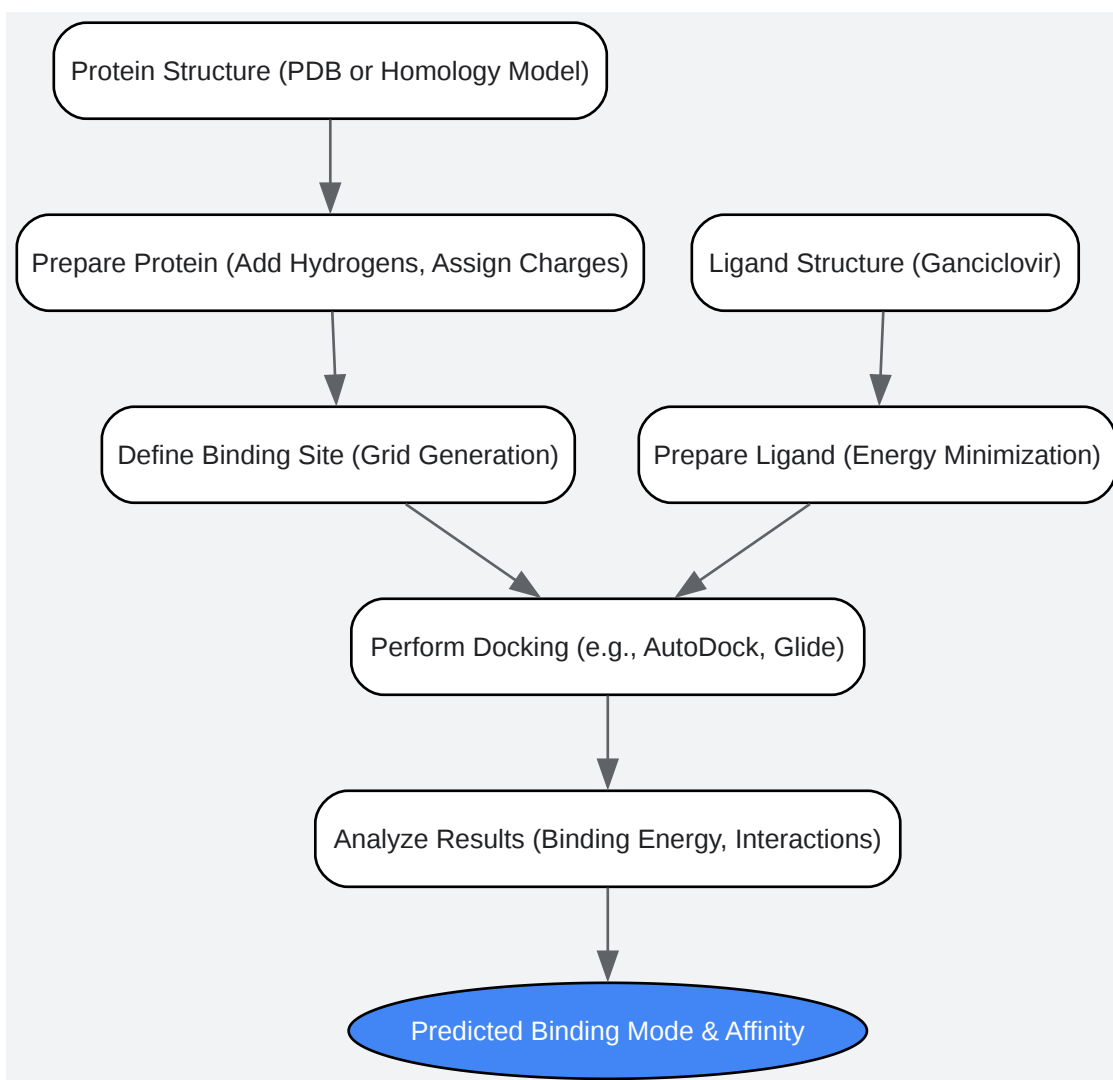 Protein Structure (PDB or Homology Model)
Prepare Protein (Add Hydrogens, Assign Charges)
Ligand Structure (Ganciclovir)
Define Binding Site (Grid Generation)
Prepare Ligand (Energy Minimization)
Perform Docking (e.g., AutoDock, Glide)
Analyze Results (Binding Energy, Interactions)
Predicted Binding Mode & Affinity